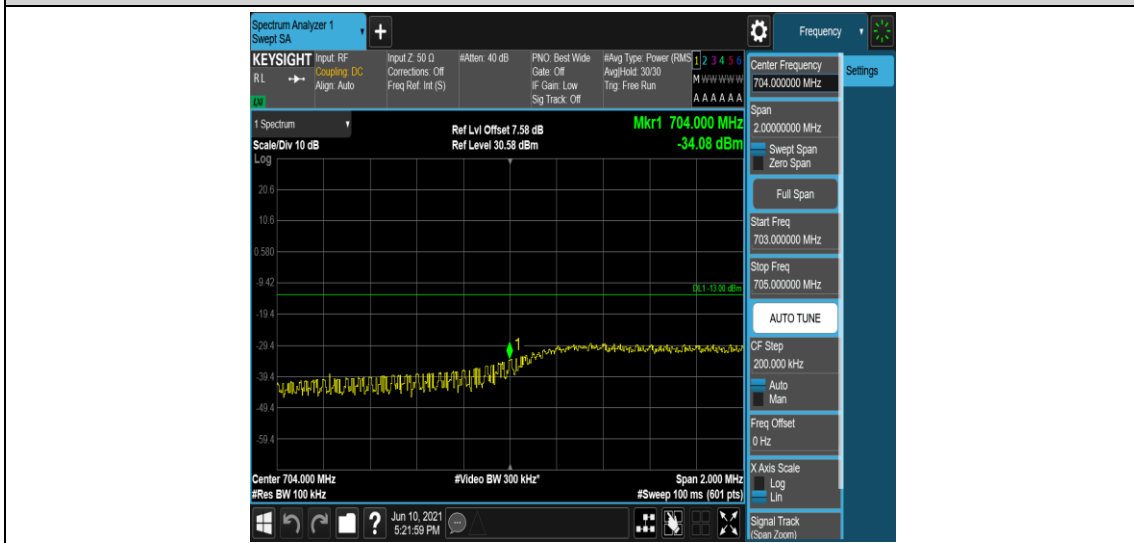 Spectrum Analyzer 1
Swept SA
Frequency
KEYSIGHT
RL
LW
Input: RF
Coupling: DC
Align: Auto
Input Z: 50 Ω
Corrections: Off
Freq Ref: Int (S)
#Atten: 40 dB
PNO: Best Wide
Gate: Off
IF Gain: Low
Sig Track: Off
#Avg Type: Power (RMS
Avg|Hold: 30/30
Trig: Free Run
1 2 3 4 5 6
M W W W W W
A A A A A A
1 Spectrum
Scale/Div 10 dB
Log
Ref Lvl Offset 7.58 dB
Ref Level 30.58 dBm
Mkr1 704.000 MHz
-34.08 dBm
20.6
10.6
0.580
-9.42
DL1 -13.00 dBm
-19.4
-29.4
1
-39.4
-49.4
-59.4
Center 704.000 MHz
#Video BW 300 kHz*
Span 2.000 MHz
#Res BW 100 kHz
#Sweep 100 ms (601 pts)
?
Jun 10, 2021
5:21:59 PM
Center Frequency
704.000000 MHz
Settings
Span
2.00000000 MHz
Swept Span
Zero Span
Full Span
Start Freq
703.000000 MHz
Stop Freq
705.000000 MHz
AUTO TUNE
CF Step
200.000 kHz
Auto
Man
Freq Offset
0 Hz
X Axis Scale
Log
Lin
Signal Track
(Span Zoom)